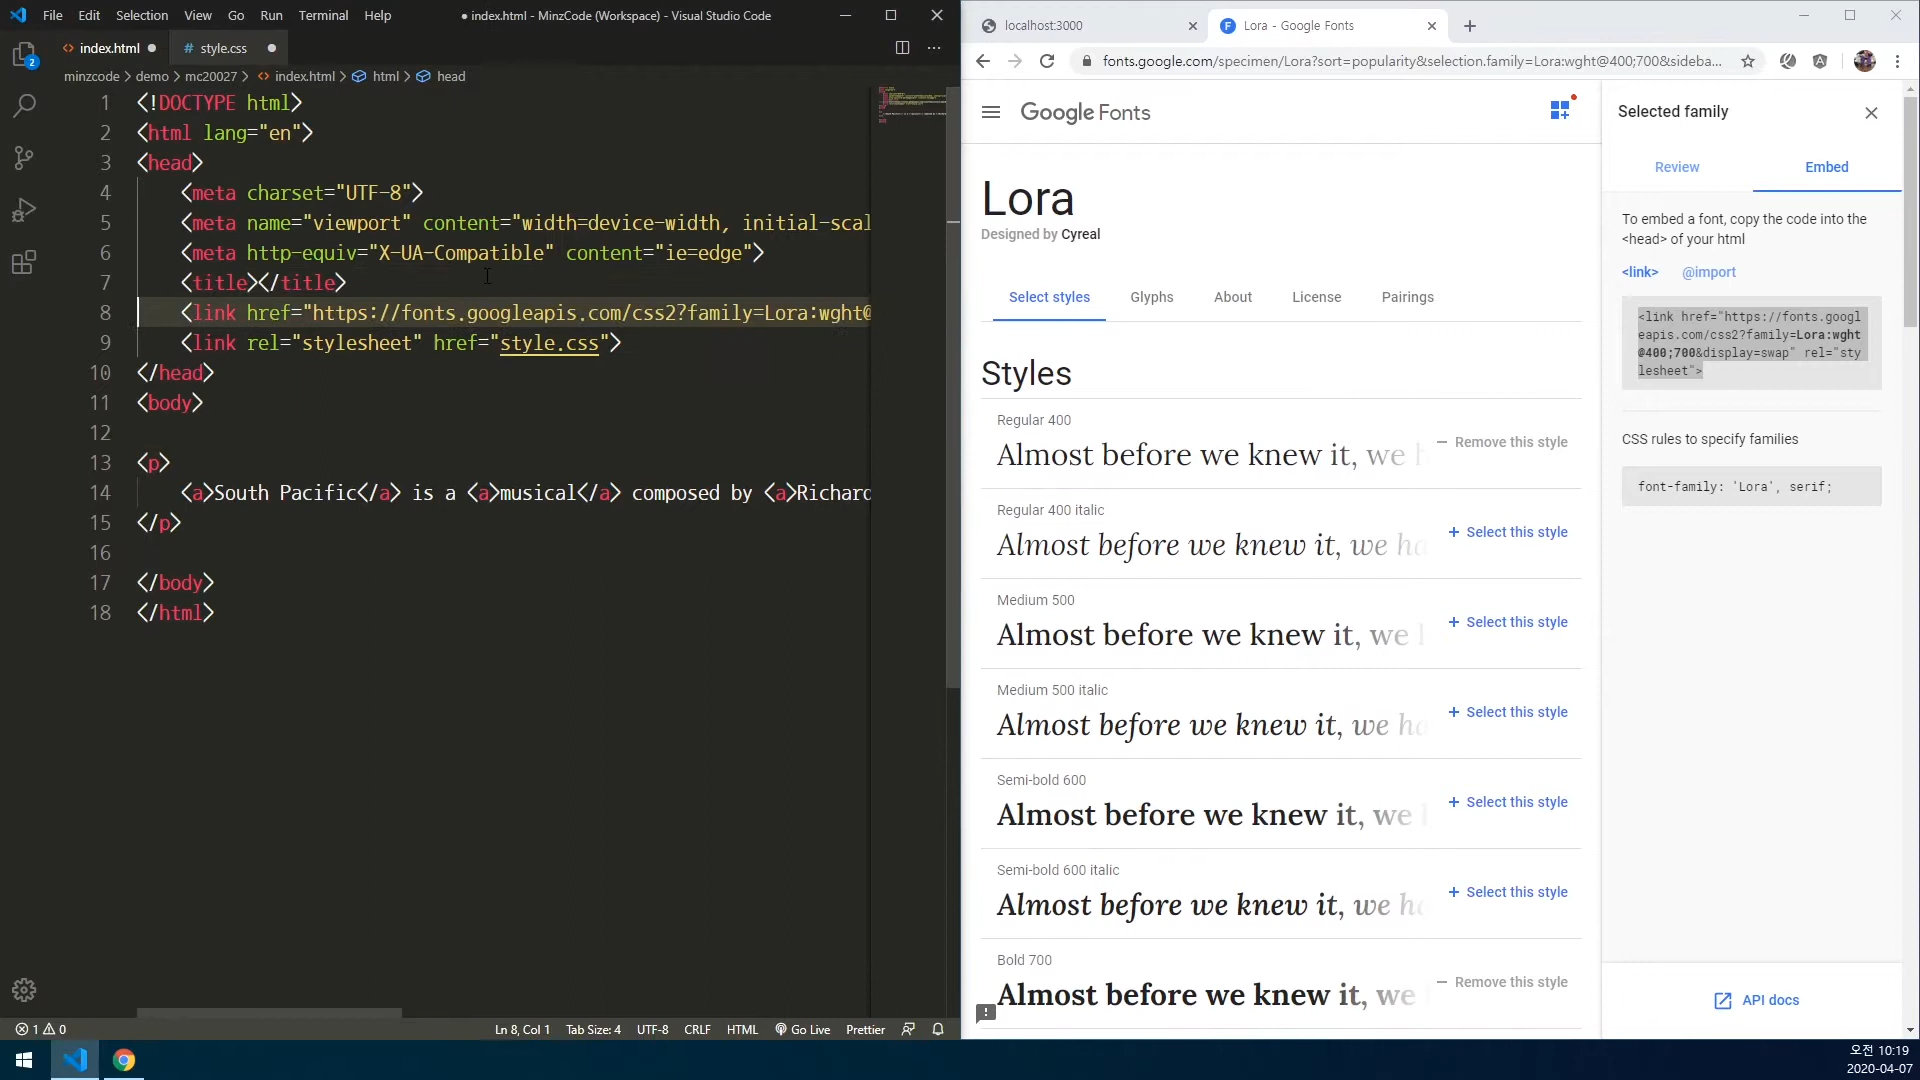 File Edit Selection View Go Run Terminal Help
● index.html - MinzCode (Workspace) - Visual Studio Code
index.html ●
# style.css ●
minzcode > demo > mc20027 > index.html > html > head
1 <!DOCTYPE html>
2 <html lang="en">
3 <head>
4 <meta charset="UTF-8">
5 <meta name="viewport" content="width=device-width, initial-scal
6 <meta http-equiv="X-UA-Compatible" content="ie=edge">
7 <title></title>
8 <link href="https://fonts.googleapis.com/css2?family=Lora:wght@
9 <link rel="stylesheet" href="style.css">
10 </head>
11 <body>
12
13 <p>
14 <a>South Pacific</a> is a <a>musical</a> composed by <a>Richard
15 </p>
16
17 </body>
18 </html>
2
1 0
Ln 8, Col 1 Tab Size: 4 UTF-8 CRLF HTML Go Live Prettier
localhost:3000
Lora - Google Fonts
fonts.google.com/specimen/Lora?sort=popularity&selection.family=Lora:wght@400;700&sideba...
Google Fonts
Lora
Designed by Cyreal
Select styles Glyphs About License Pairings
Styles
Regular 400
Almost before we knew it, we h
Remove this style
Regular 400 italic
Almost before we knew it, we ha
+ Select this style
Medium 500
Almost before we knew it, we
+ Select this style
Medium 500 italic
Almost before we knew it, we ha
+ Select this style
Semi-bold 600
Almost before we knew it, we
+ Select this style
Semi-bold 600 italic
Almost before we knew it, we ha
+ Select this style
Bold 700
Almost before we knew it, we
Remove this style
Selected family
Review Embed
To embed a font, copy the code into the
<head> of your html
<link> @import
<link href="https://fonts.googl
eapis.com/css2?family=Lora:wght
@400;700&display=swap" rel="sty
lesheet">
CSS rules to specify families
font-family: 'Lora', serif;
API docs
오전 10:19
2020-04-07